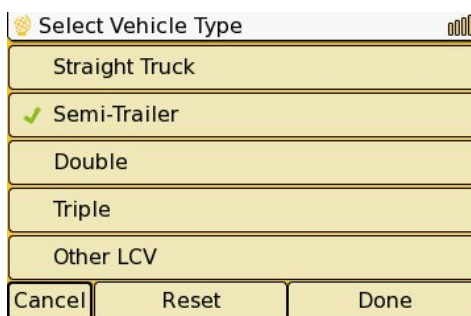 Select Vehicle Type
Straight Truck
Semi-Trailer
Double
Triple
Other LCV
Cancel Reset Done